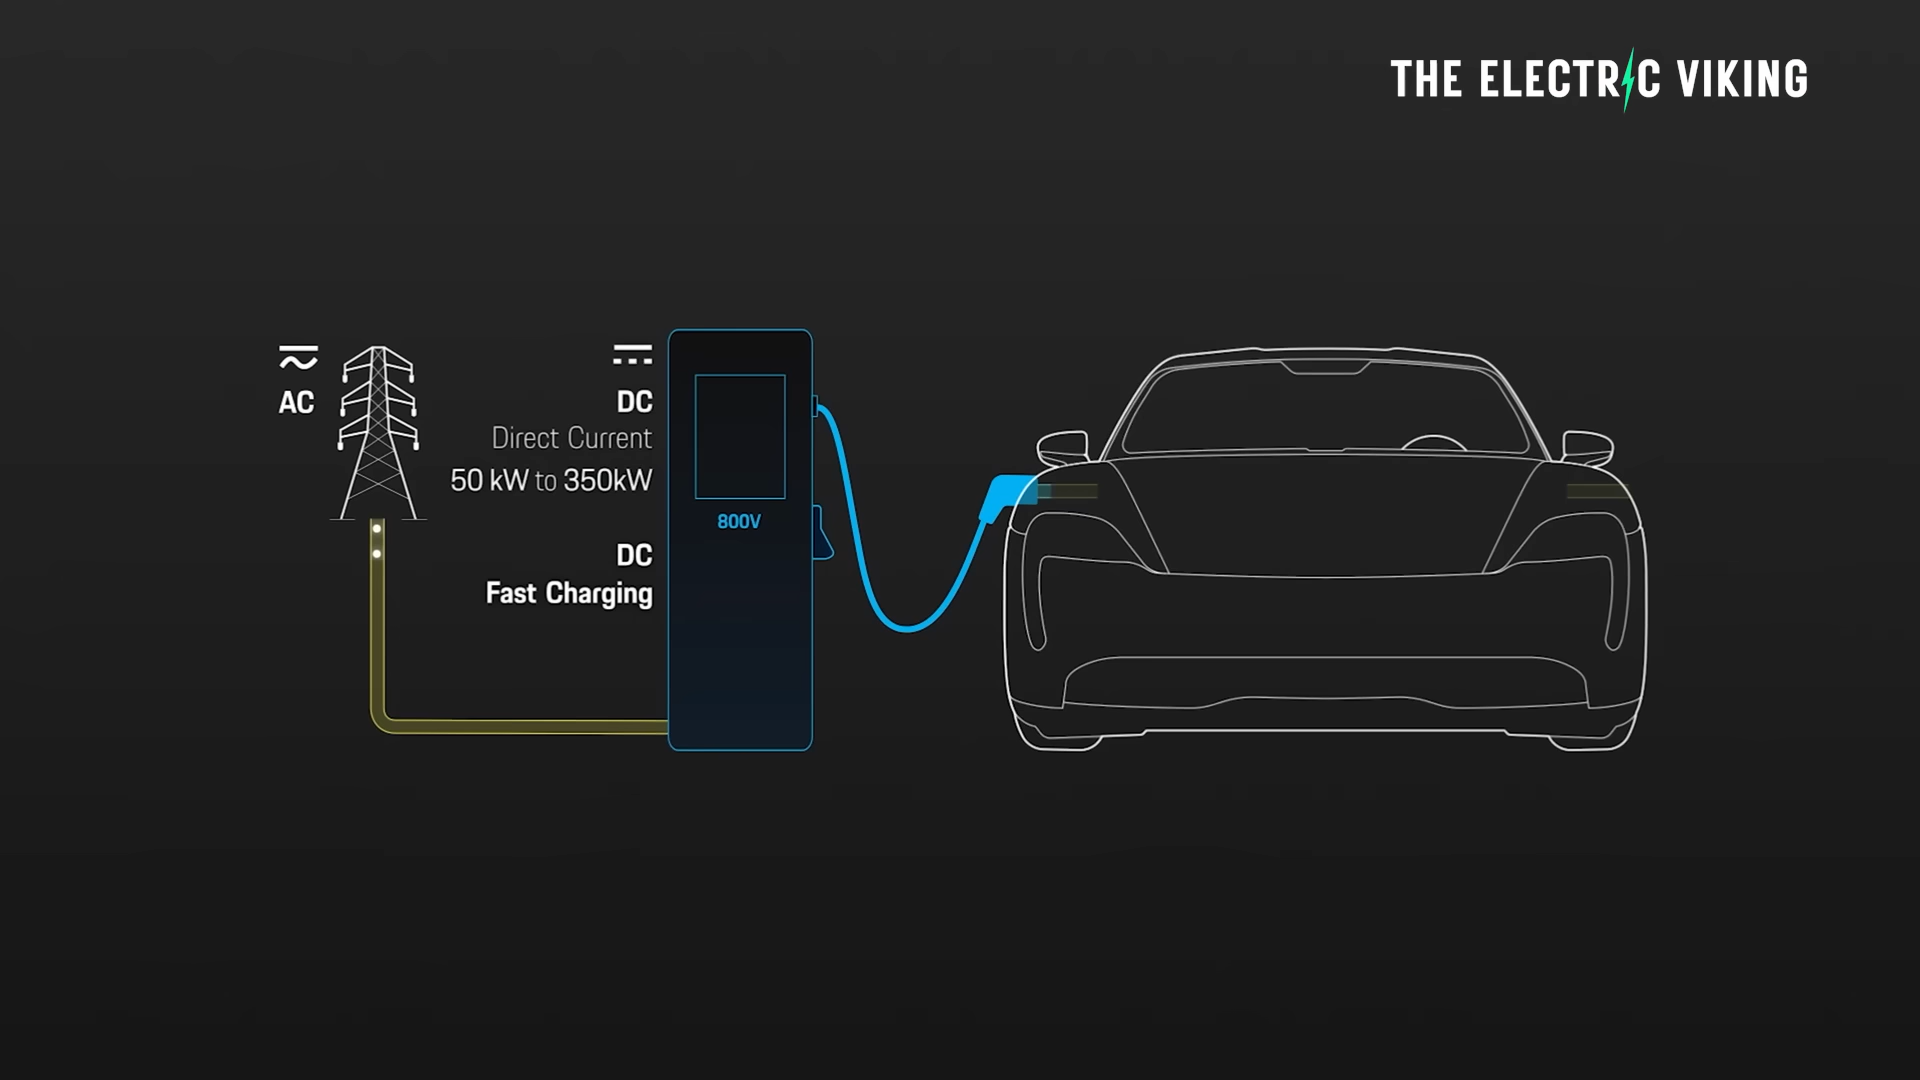 THE ELECTRIC VIKING
AC
DC
Direct Current
50 kW to 350kW
800V
DC
Fast Charging